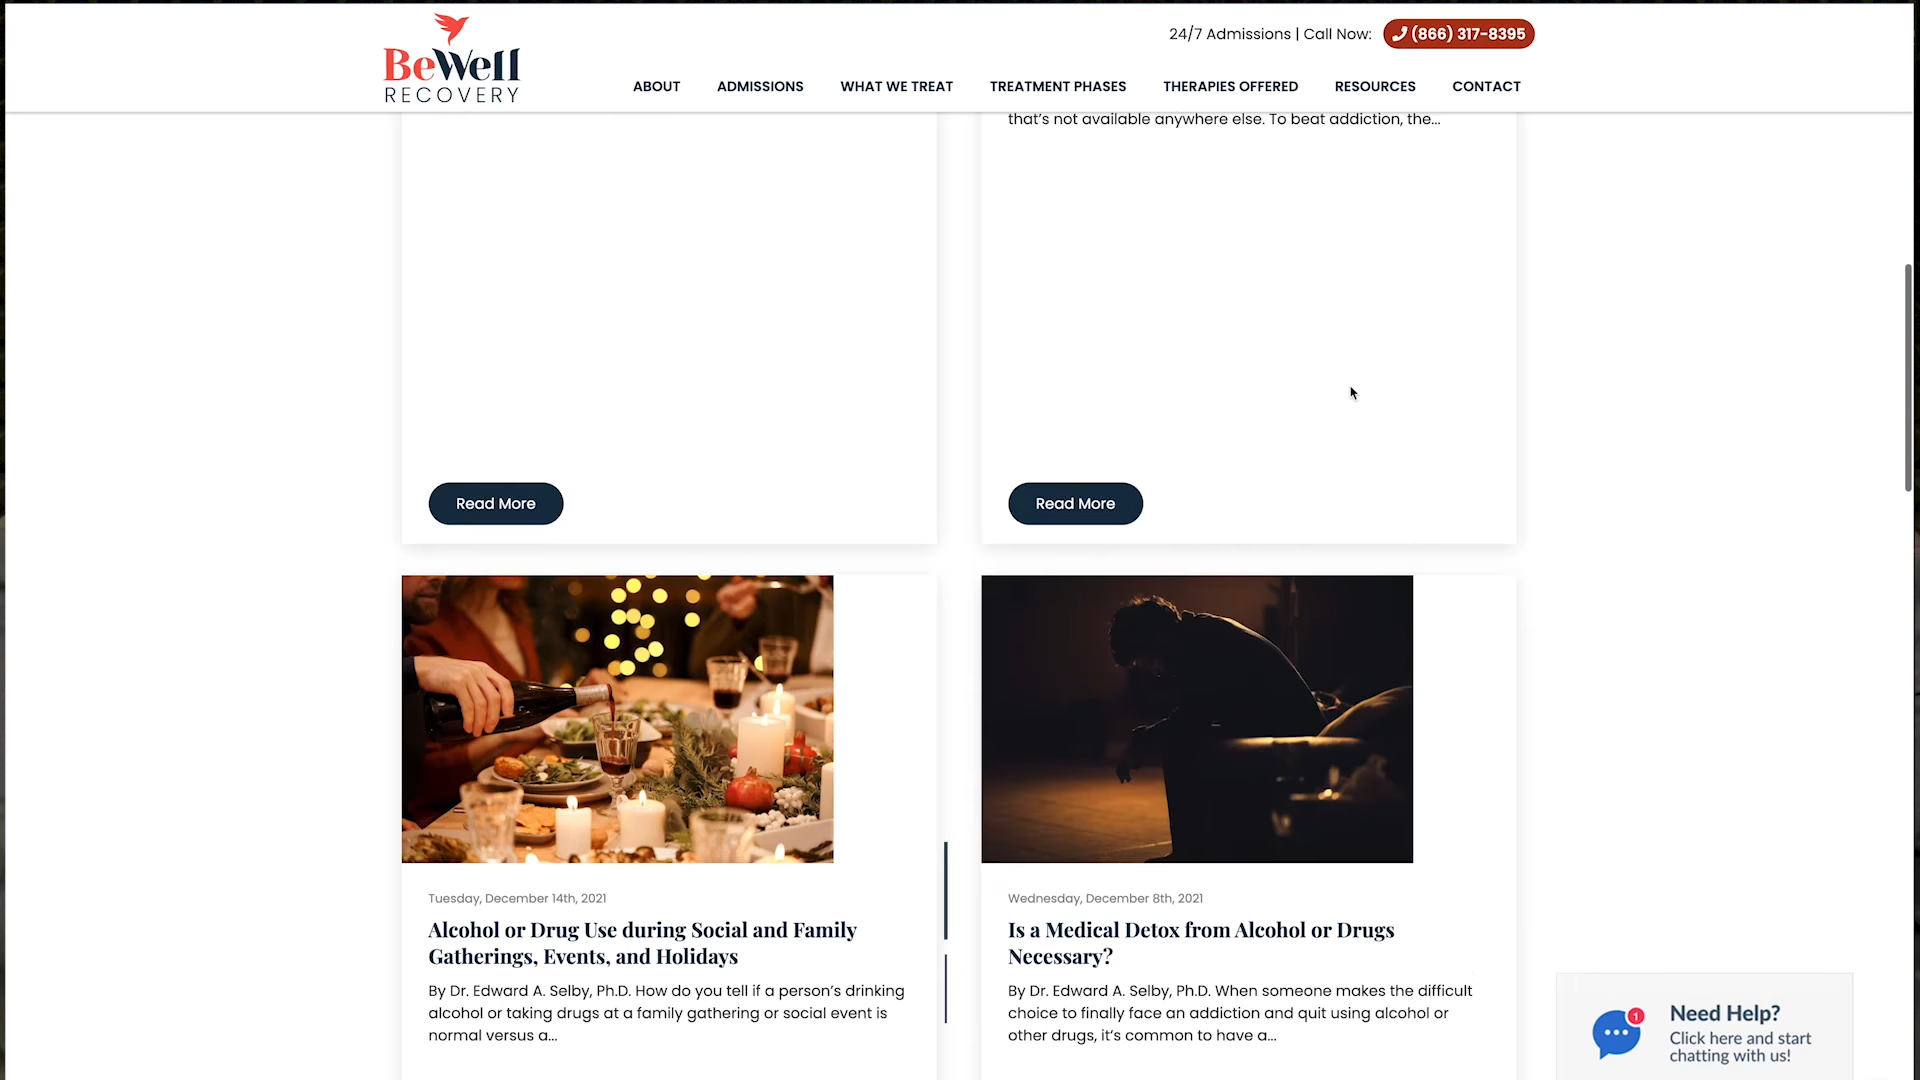 BeWell
RECOVERY
24/7 Admissions | Call Now: (866) 317-8395
ABOUT ADMISSIONS WHAT WE TREAT TREATMENT PHASES THERAPIES OFFERED RESOURCES CONTACT
that’s not available anywhere else. To beat addiction, the...
Read More
Read More
Tuesday, December 14th, 2021
Alcohol or Drug Use during Social and Family
Gatherings, Events, and Holidays
By Dr. Edward A. Selby, Ph.D. How do you tell if a person’s drinking
alcohol or taking drugs at a family gathering or social event is
normal versus a...
Wednesday, December 8th, 2021
Is a Medical Detox from Alcohol or Drugs
Necessary?
By Dr. Edward A. Selby, Ph.D. When someone makes the difficult
choice to finally face an addiction and quit using alcohol or
other drugs, it’s common to have a...
1
Need Help?
Click here and start
chatting with us!